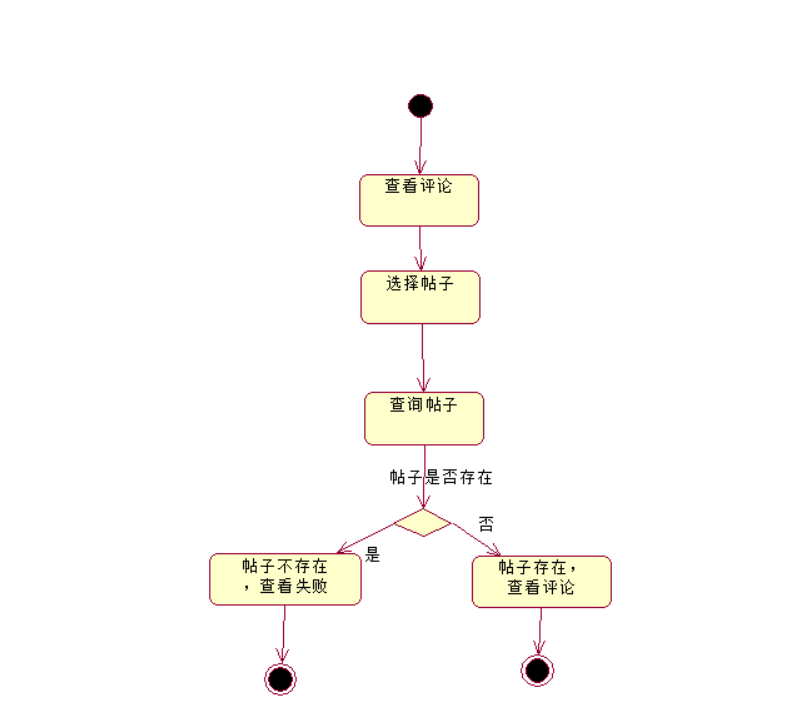 查看评论
选择帖子
查询帖子
帖子是否存在
否
是
帖子不存在
，查看失败
帖子存在，
查看评论